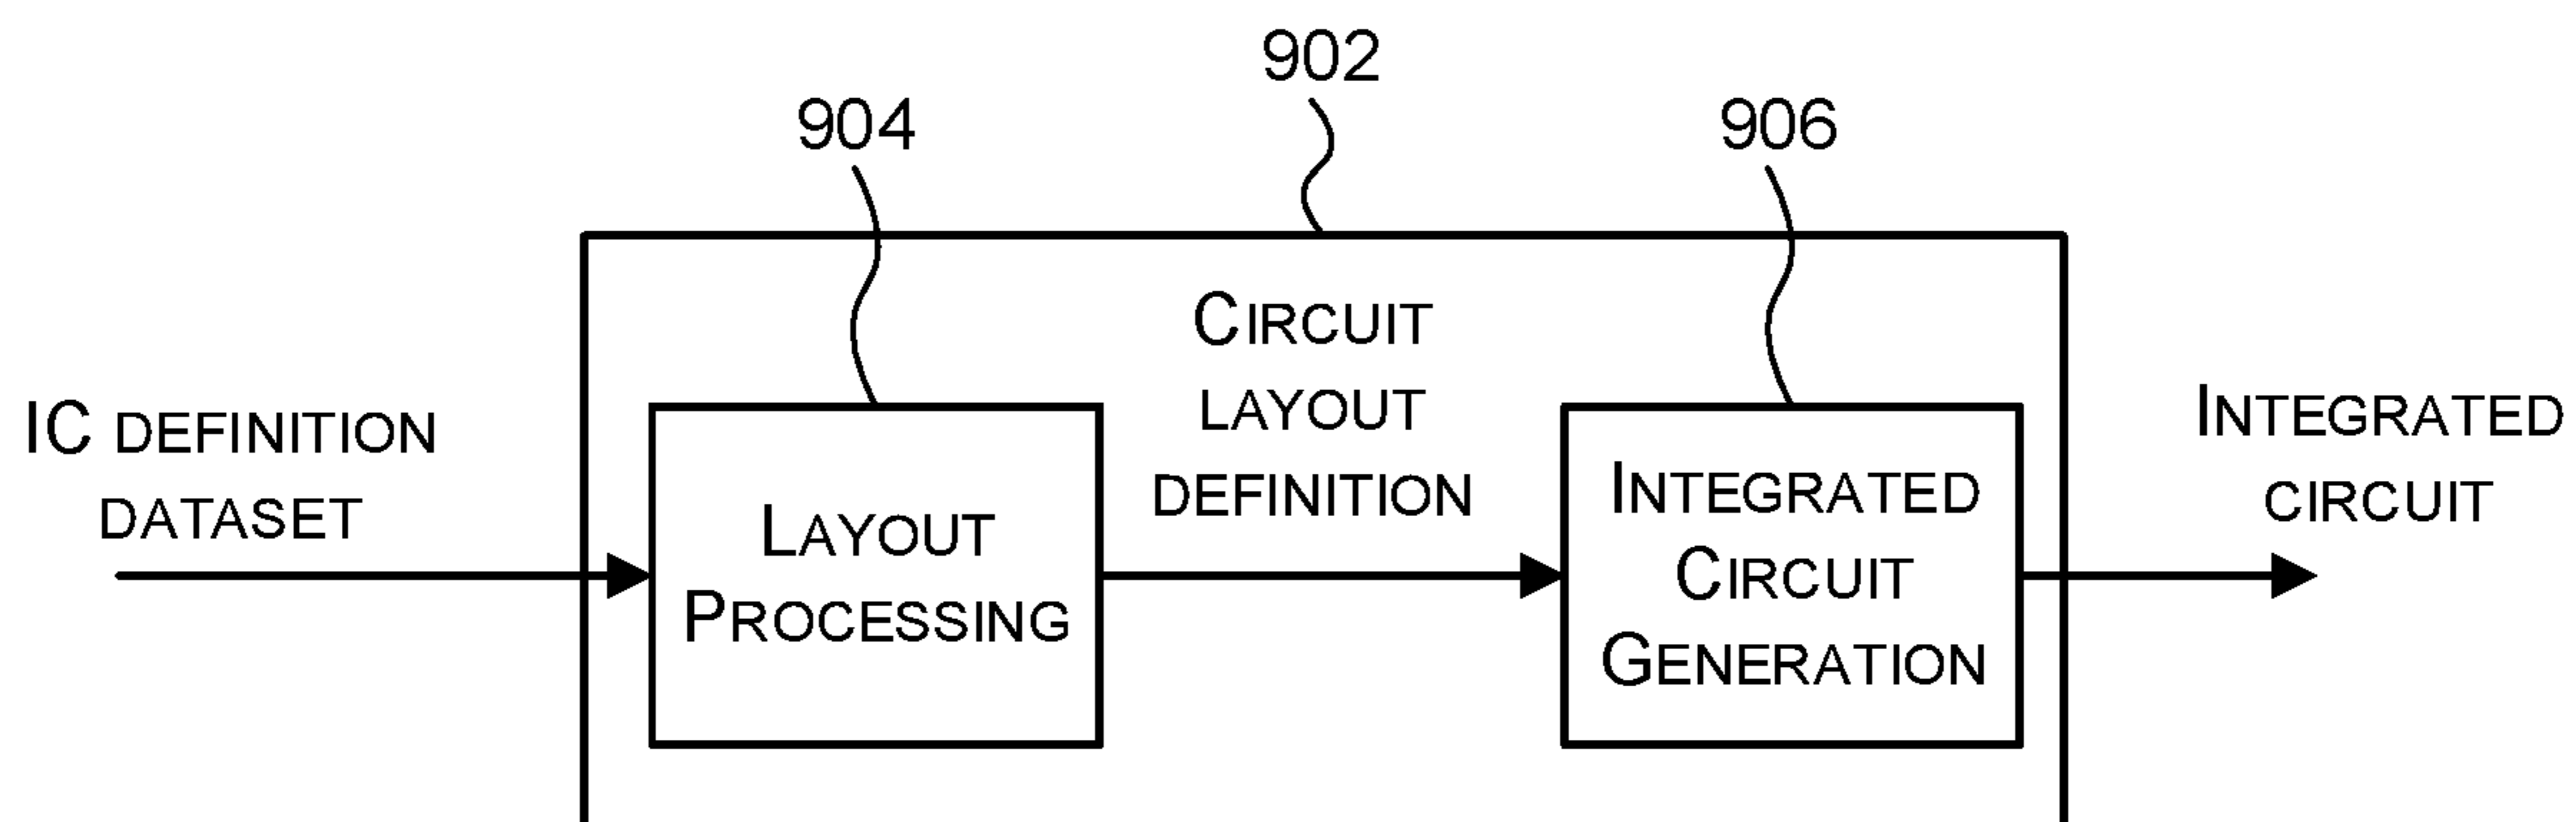 902
904
906
CIRCUIT
LAYOUT
DEFINITION
IC DEFINITION
DATASET
LAYOUT
PROCESSING
INTEGRATED
CIRCUIT
GENERATION
INTEGRATED
CIRCUIT